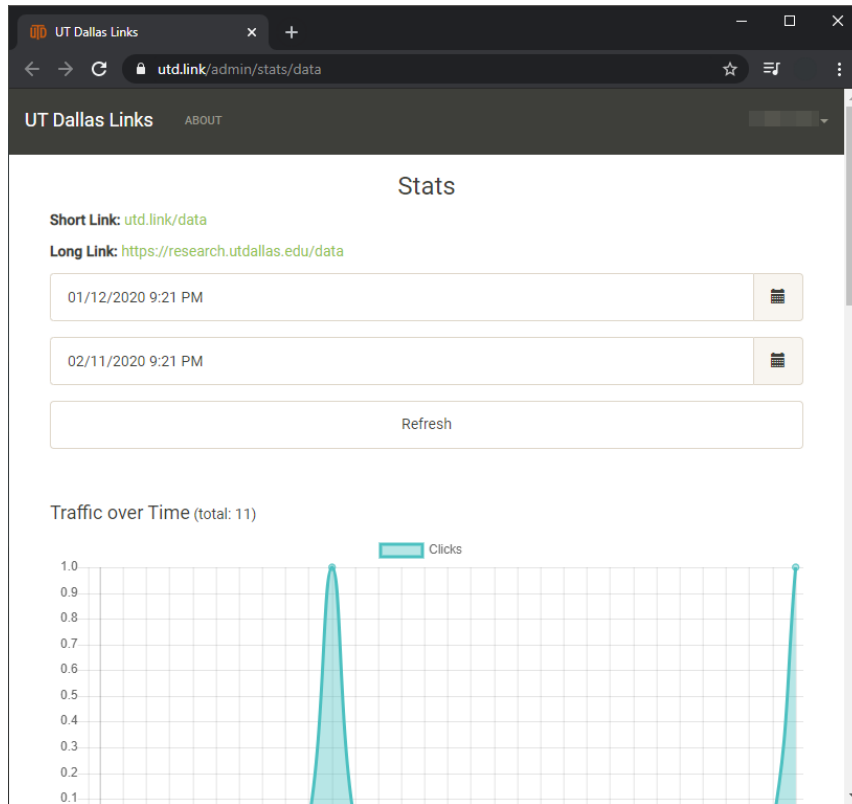 UT Dallas Links
utd.link/admin/stats/data
UT Dallas Links ABOUT
Stats
Short Link: utd.link/data
Long Link: https://research.utdallas.edu/data
01/12/2020 9:21 PM
02/11/2020 9:21 PM
Refresh
Traffic over Time (total: 11)
Clicks
1.0
0.9
0.8
0.7
0.6
0.5
0.4
0.3
0.2
0.1